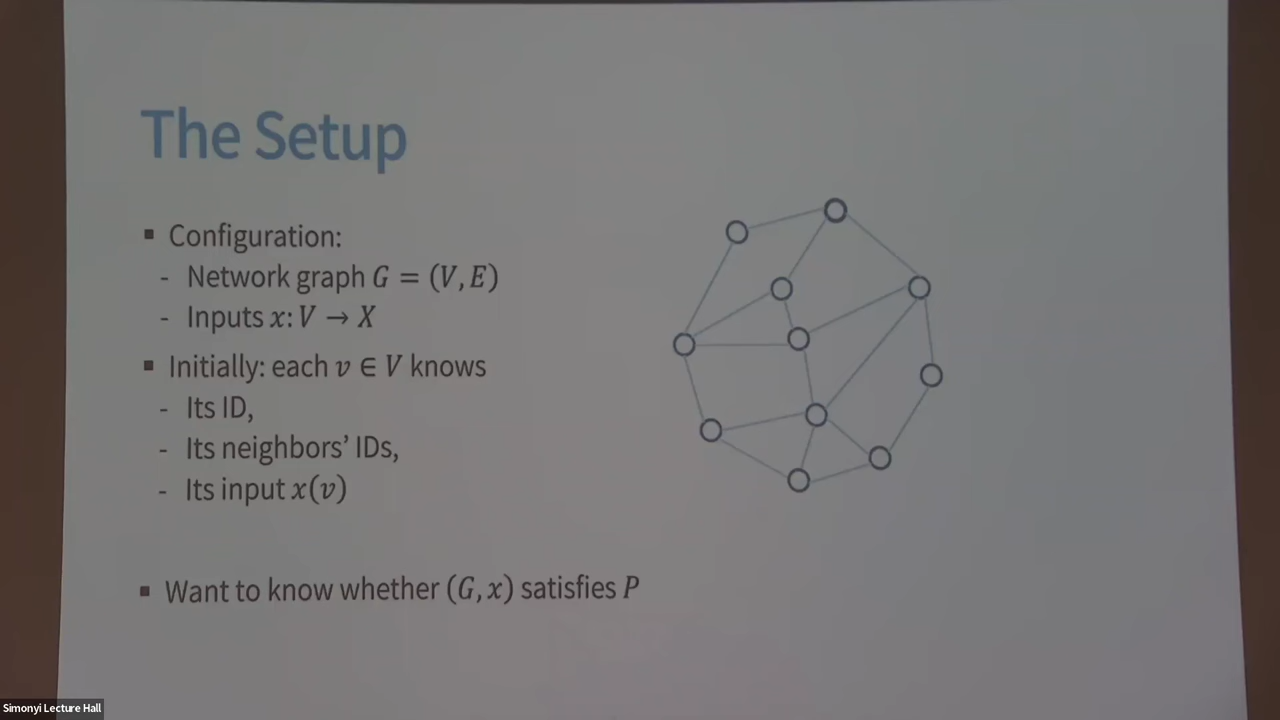 The Setup
▪ Configuration:
- Network graph G = (V, E)
- Inputs x: V → X
▪ Initially: each v ∈ V knows
- Its ID,
- Its neighbors’ IDs,
- Its input x(v)
▪ Want to know whether (G, x) satisfies P
Simonyi Lecture Hall